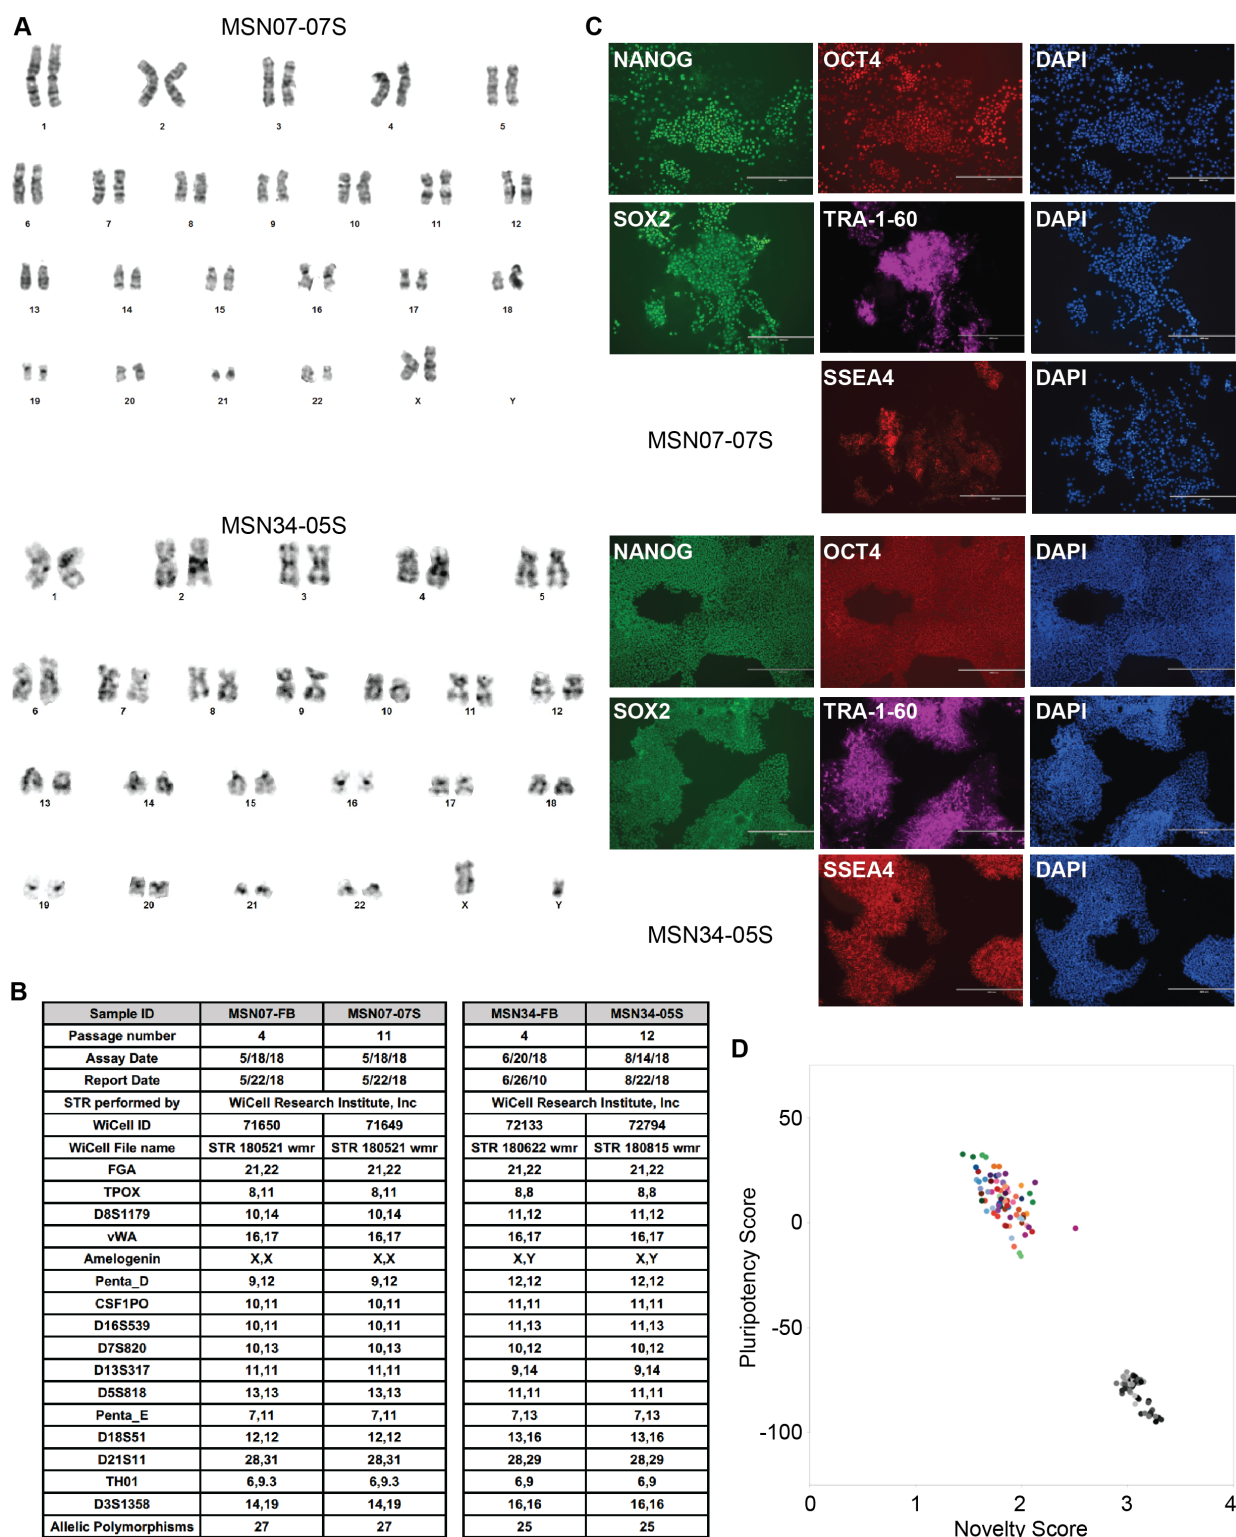 A
MSN07-07S
1 2 3 4 5
6 7 8 9 10 11 12
13 14 15 16 17 18
19 20 21 22 X Y
MSN34-05S
1 2 3 4 5
6 7 8 9 10 11 12
13 14 15 16 17 18
19 20 21 22 X Y
C
NANOG OCT4 DAPI
SOX2 TRA-1-60 DAPI
SSEA4 DAPI
MSN07-07S
NANOG OCT4 DAPI
SOX2 TRA-1-60 DAPI
SSEA4 DAPI
MSN34-05S
B
Sample ID MSN07-FB MSN07-07S MSN34-FB MSN34-05S
Passage number 4 11 4 12
Assay Date 5/18/18 5/18/18 6/20/18 8/14/18
Report Date 5/22/18 5/22/18 6/26/10 8/22/18
STR performed by WiCell Research Institute, Inc WiCell Research Institute, Inc
WiCell ID 71650 71649 72133 72794
WiCell File name STR 180521 wmr STR 180521 wmr STR 180622 wmr STR 180815 wmr
FGA 21,22 21,22 21,22 21,22
TPOX 8,11 8,11 8,8 8,8
D8S1179 10,14 10,14 11,12 11,12
vWA 16,17 16,17 16,17 16,17
Amelogenin X,X X,X X,Y X,Y
Penta_D 9,12 9,12 12,12 12,12
CSF1PO 10,11 10,11 11,11 11,11
D16S539 10,11 10,11 11,13 11,13
D7S820 10,13 10,13 10,12 10,12
D13S317 11,11 11,11 9,14 9,14
D5S818 13,13 13,13 11,11 11,11
Penta_E 7,11 7,11 7,13 7,13
D18S51 12,12 12,12 13,16 13,16
D21S11 28,31 28,31 28,29 28,29
TH01 6,9.3 6,9.3 6,9 6,9
D3S1358 14,19 14,19 16,16 16,16
Allelic Polymorphisms 27 27 25 25
D
Pluripotency Score
50
0
-50
-100
0 1 2 3 4
Novelty Score